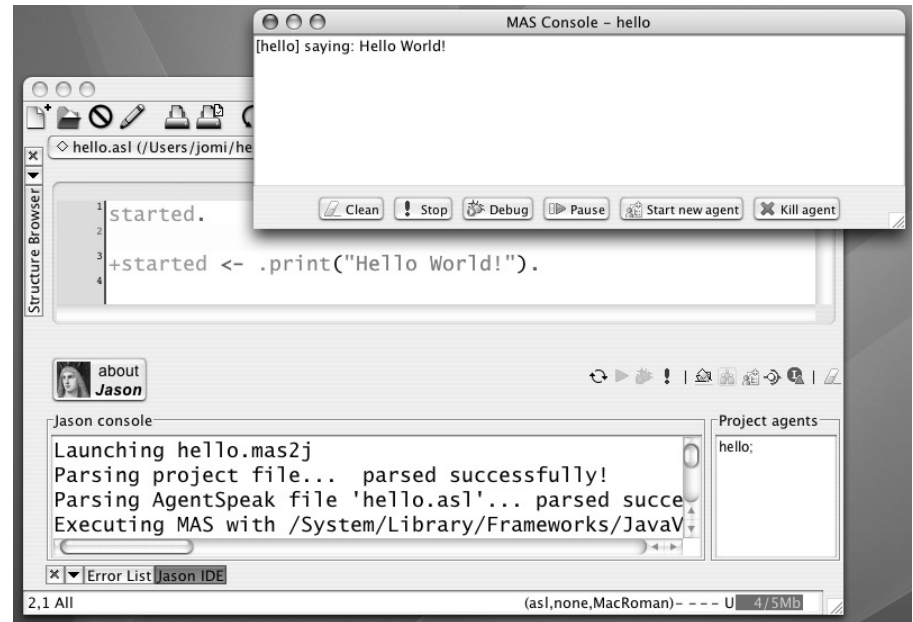 MAS Console – hello
[hello] saying: Hello World!
Clean
Stop
Debug
Pause
Start new agent
Kill agent
hello.asl (/Users/jomi/he
Structure Browser
1 started.
2
3 +started <- .print("Hello World!").
4
about
Jason
Jason console
Launching hello.mas2j
Parsing project file... parsed successfully!
Parsing AgentSpeak file 'hello.asl'... parsed succe
Executing MAS with /System/Library/Frameworks/JavaV
Project agents
hello;
Error List
Jason IDE
2,1 All
(asl,none,MacRoman)- - - - U 4/5Mb